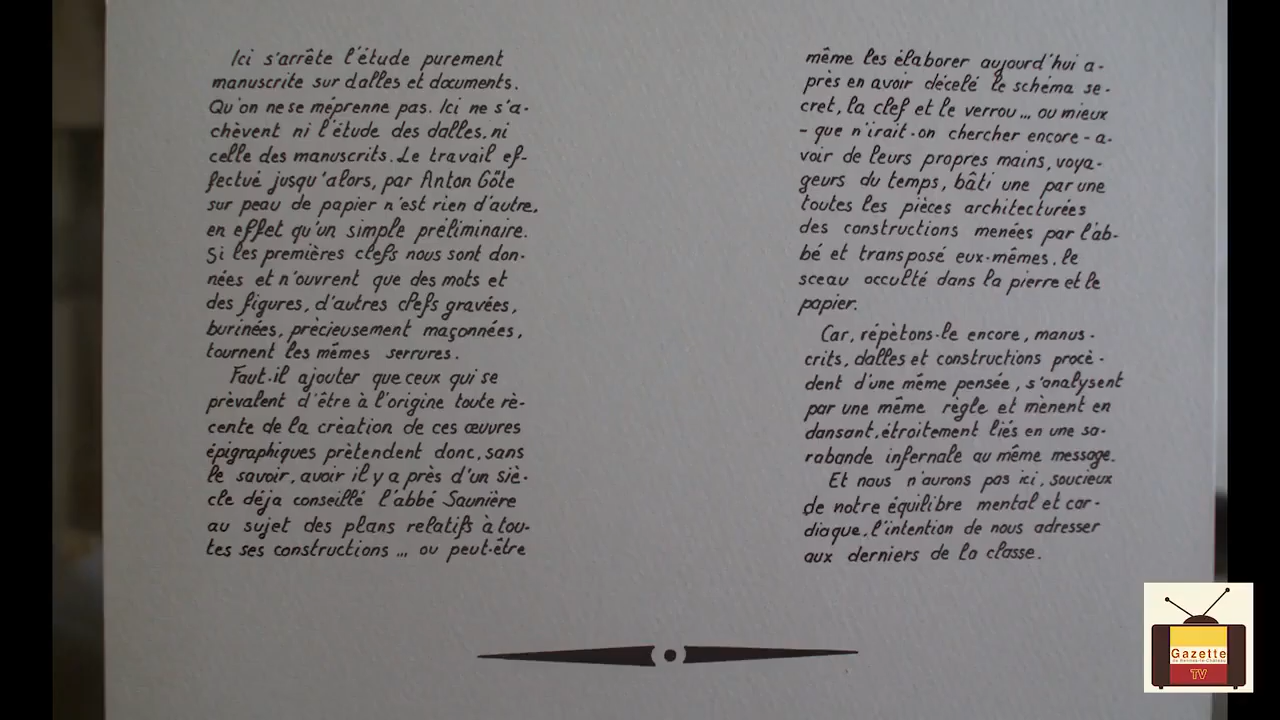 Ici s'arrête l'étude purement
manuscrite sur dalles et documents.
Qu'on ne se méprenne pas. Ici ne s'a-
chèvent ni l'étude des dalles, ni
celle des manuscrits. Le travail ef-
fectué jusqu'alors, par Anton Gôte
sur peau de papier n'est rien d'autre,
en effet qu'un simple préliminaire.
Si les premières clefs nous sont don-
nées et n'ouvrent que des mots et
des figures, d'autres clefs gravées,
burinées, précieusement maçonnées,
tournent les mêmes serrures.
Faut-il ajouter que ceux qui se
prèvalent d'être à l'origine toute rè-
cente de la crèation de ces œuvres
épigraphiques prètendent donc, sans
le savoir, avoir il y a près d'un siè-
cle déja conseillé l'abbé Saunière
au sujet des plans relatifs à tou-
tes ses constructions ... ou peut-être
même les élaborer aujourd'hui a-
près en avoir décelé le schéma se-
cret, la clef et le verrou ... ou mieux
- que n'irait-on chercher encore - a-
voir de leurs propres mains, voya-
geurs du temps, bâti une par une
toutes les pièces architecturées
des constructions menées par l'ab-
bé et transposé eux-mêmes, le
sceau occulté dans la pierre et le
papier.
Car, répètons-le encore, manus-
crits, dalles et constructions procè-
dent d'une même pensée, s'analysent
par une même règle et mènent en
dansant, étroitement liés en une sa-
rabande infernale au même message.
Et nous n'aurons pas ici, soucieux
de notre équilibre mental et car-
diaque, l'intention de nous adresser
aux derniers de la classe.
Gazette
de Rennes-le-Château
TV